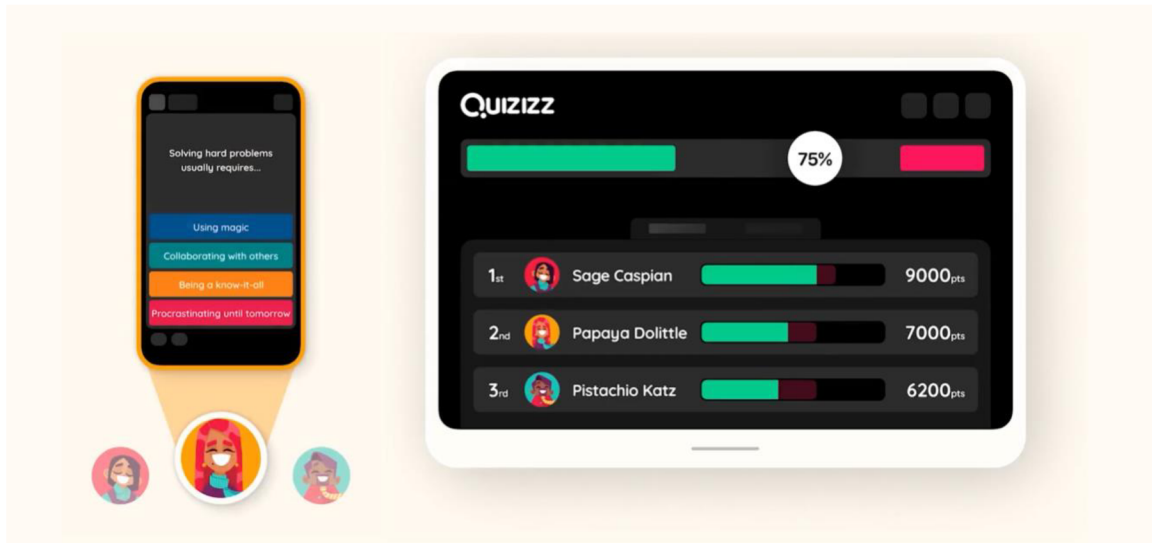 Solving hard problems
usually requires...
Using magic
Collaborating with others
Being a know-it-all
Procrastinating until tomorrow
Quizizz
75%
1st Sage Caspian 9000pts
2nd Papaya Dolittle 7000pts
3rd Pistachio Katz 6200pts